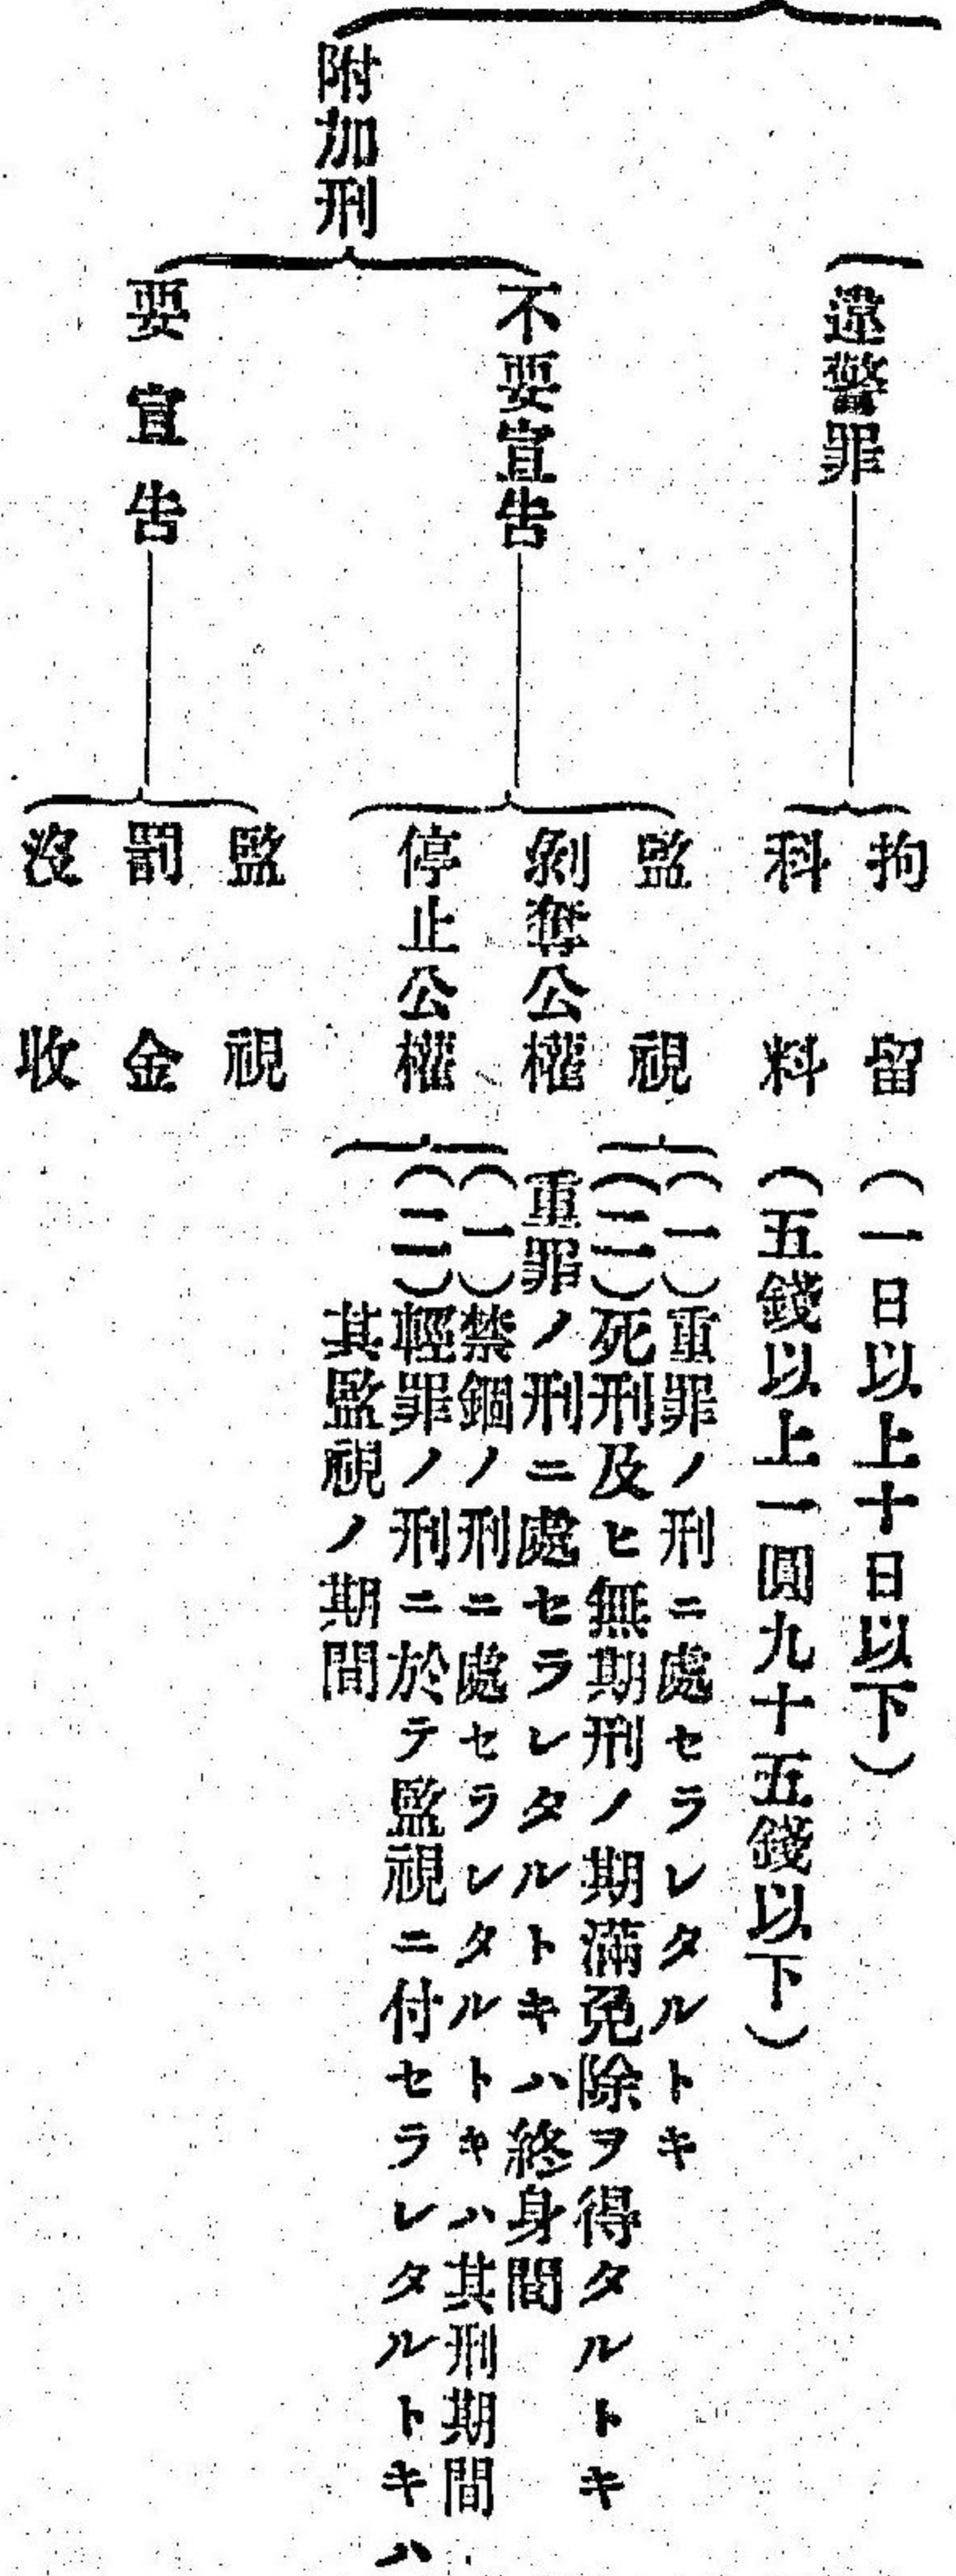 違警罪
拘留（一日以上十日以下）
科料（五錢以上一圓九十五錢以下）
附加刑
不要宣告
監視
（一）重罪ノ刑ニ處セラレタルトキ
（二）死刑及ヒ無期刑ノ期滿免除ヲ得タルトキ
剝奪公權
重罪ノ刑ニ處セラレタルトキハ終身間
停止公權
（一）禁錮ノ刑ニ處セラレタルトキハ其刑期間
（二）輕罪ノ刑ニ於テ監視ニ付セラレタルトキハ
其監視ノ期間
要宣告
監視
罰金
沒收